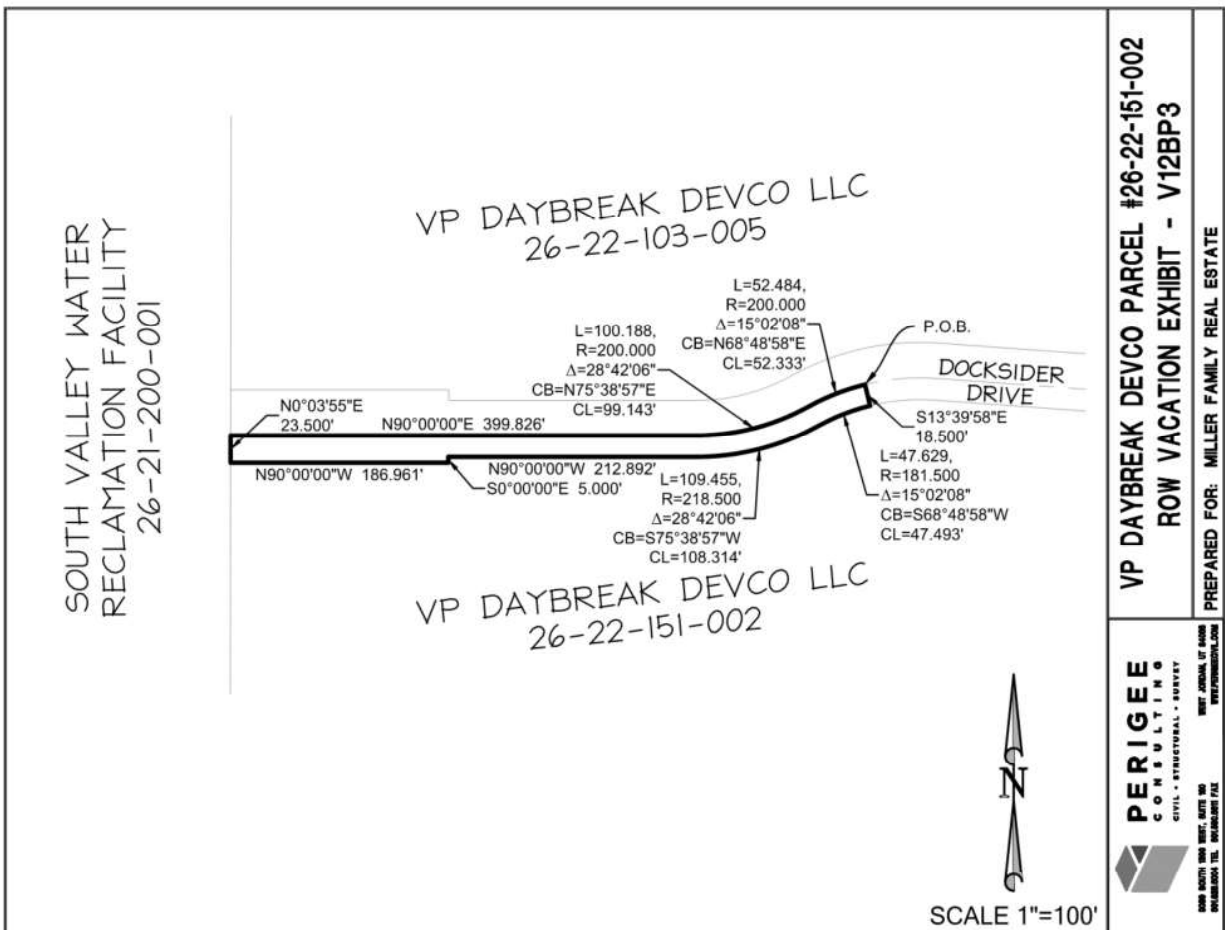 SOUTH VALLEY WATER
RECLAMATION FACILITY
26-21-200-001
VP DAYBREAK DEVCO LLC
26-22-103-005
L=52.484,
R=200.000
Δ=15°02'08"
CB=N68°48'58"E
CL=52.333'
L=100.188,
R=200.000
Δ=28°42'06"
CB=N75°38'57"E
CL=99.143'
P.O.B.
DOCKSIDER
DRIVE
N0°03'55"E
23.500'
N90°00'00"E 399.826'
S13°39'58"E
18.500'
N90°00'00"W 186.961'
N90°00'00"W 212.892'
S0°00'00"E 5.000'
L=47.629,
R=181.500
Δ=15°02'08"
CB=S68°48'58"W
CL=47.493'
L=109.455,
R=218.500
Δ=28°42'06"
CB=S75°38'57"W
CL=108.314'
VP DAYBREAK DEVCO LLC
26-22-151-002
N
SCALE 1"=100'
VP DAYBREAK DEVCO PARCEL #26-22-151-002
ROW VACATION EXHIBIT - V12BP3
PREPARED FOR: MILLER FAMILY REAL ESTATE
PERIGEE
CONSULTING
CIVIL • STRUCTURAL • SURVEY
WEST JORDAN, UT